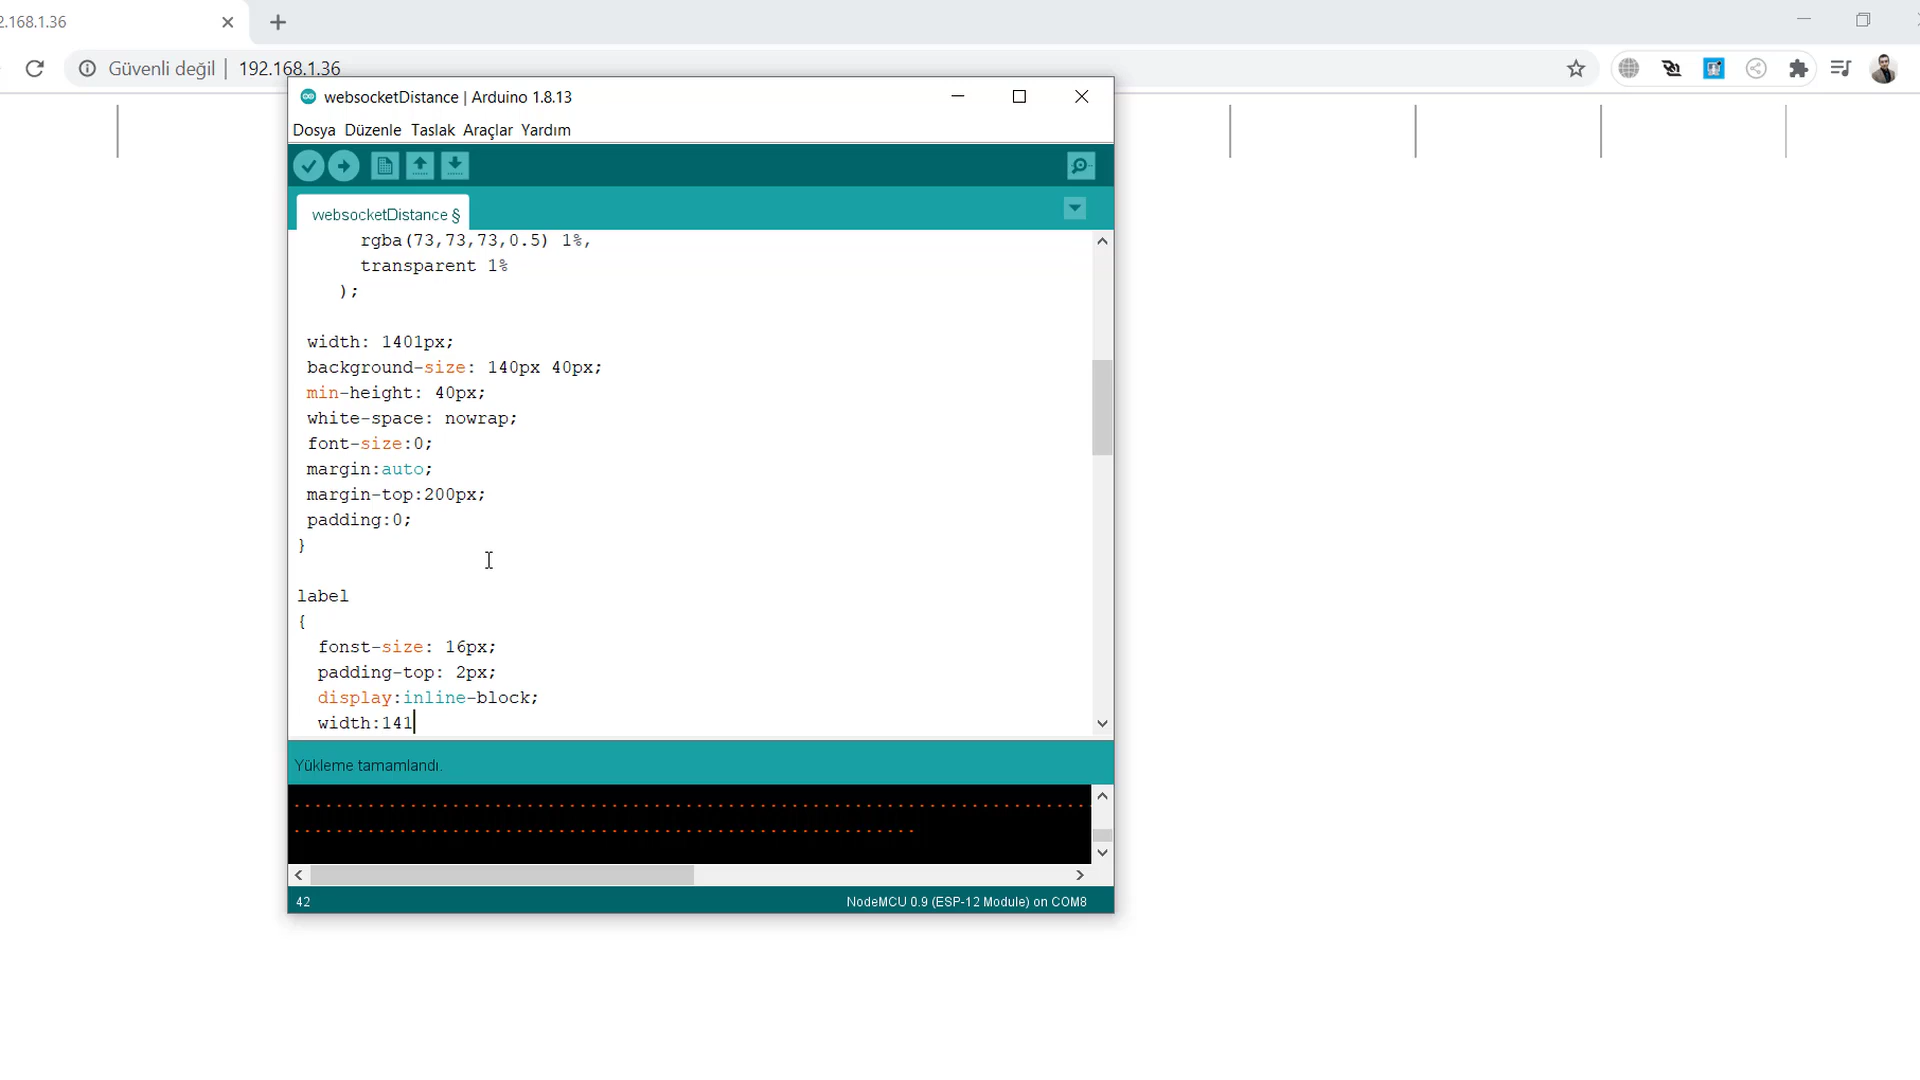 2.168.1.36
Güvenli değil | 192.168.1.36
websocketDistance | Arduino 1.8.13
Dosya Düzenle Taslak Araçlar Yardım
websocketDistance §
rgba(73,73,73,0.5) 1%,
transparent 1%
);
width: 1401px;
background-size: 140px 40px;
min-height: 40px;
white-space: nowrap;
font-size:0;
margin:auto;
margin-top:200px;
padding:0;
}
label
{
fonst-size: 16px;
padding-top: 2px;
display:inline-block;
width:141
Yükleme tamamlandı.
42
NodeMCU 0.9 (ESP-12 Module) on COM8